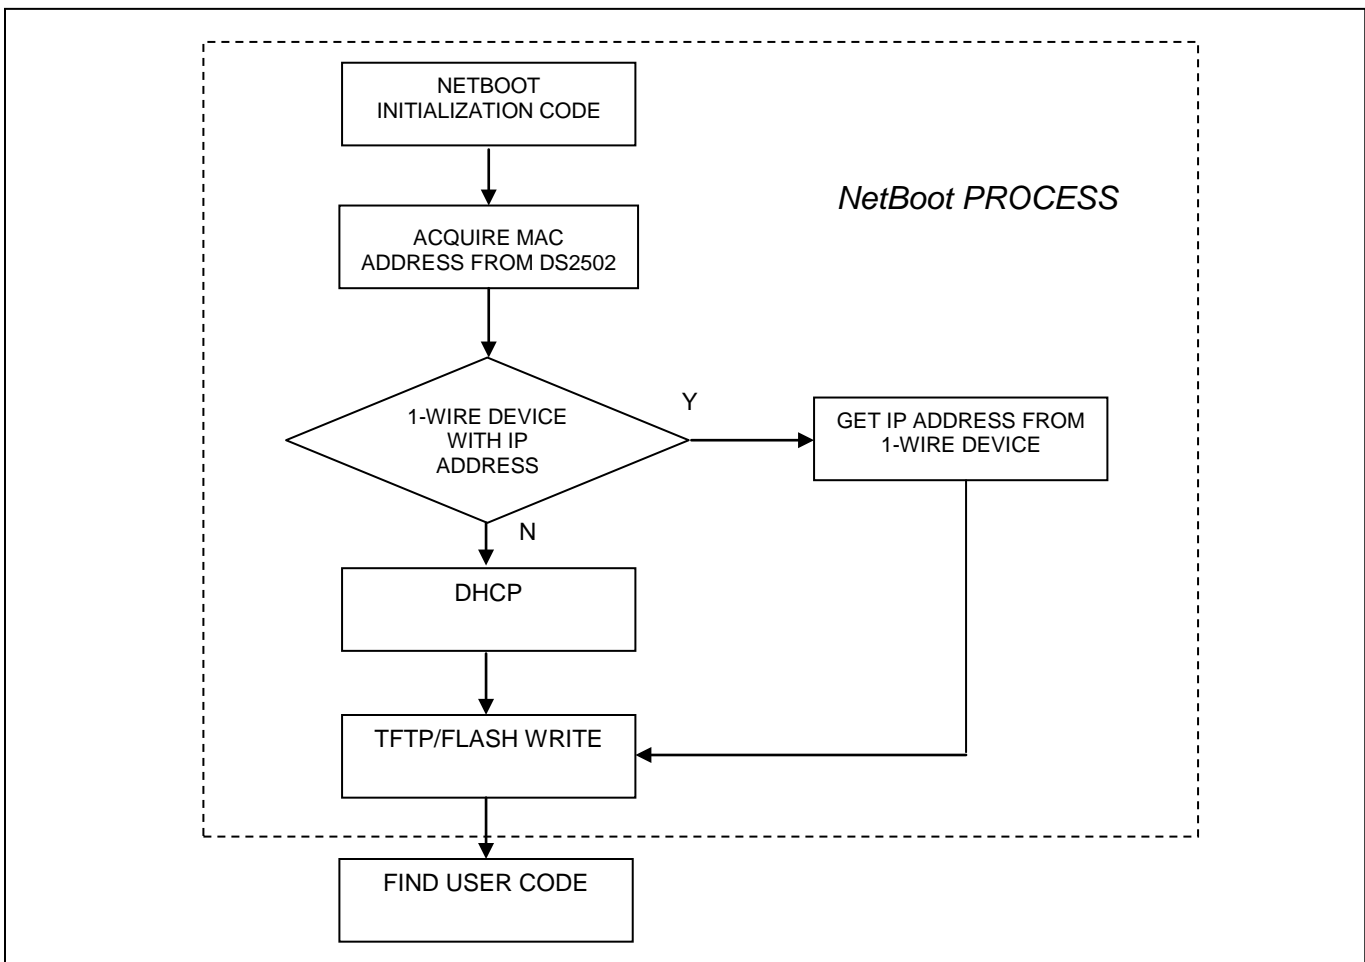 NETBOOT
INITIALIZATION CODE
NetBoot PROCESS
ACQUIRE MAC
ADDRESS FROM DS2502
1-WIRE DEVICE
WITH IP
ADDRESS
Y
GET IP ADDRESS FROM
1-WIRE DEVICE
N
DHCP
TFTP/FLASH WRITE
FIND USER CODE